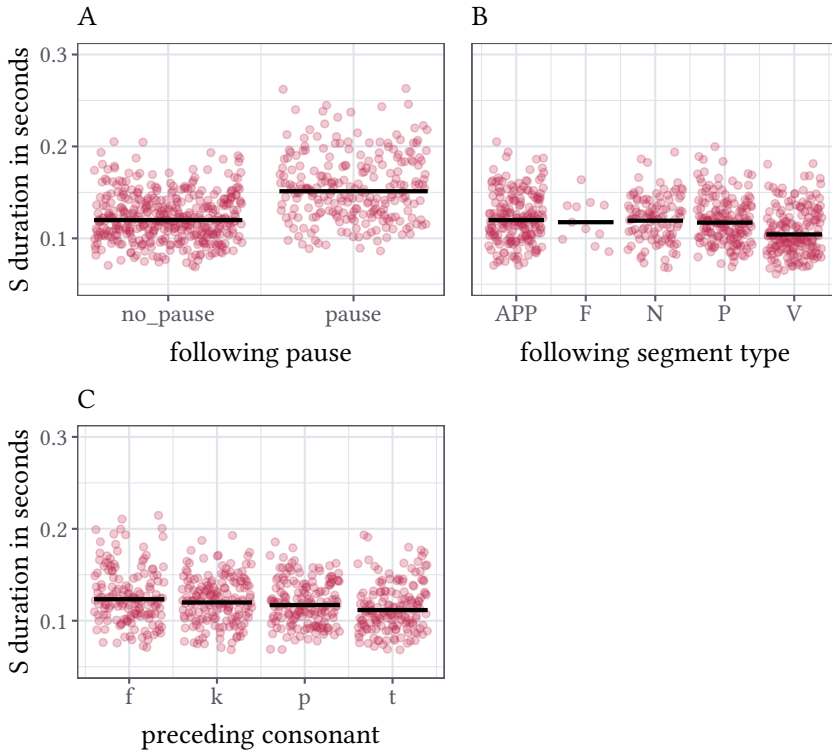 A
S duration in seconds
0.3
0.2
0.1
no_pause pause
following pause
B
APP F N P V
following segment type
C
S duration in seconds
0.3
0.2
0.1
f k p t
preceding consonant